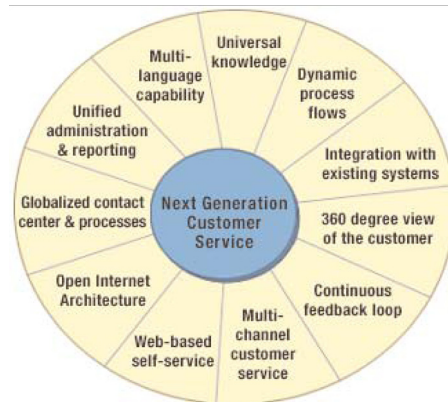 Universal
knowledge
Dynamic
process
flows
Integration with
existing systems
360 degree view
of the customer
Continuous
feedback loop
Multi-
channel
customer
service
Web-based
self-service
Open Internet
Architecture
Globalized contact
center & processes
Unified
administration
& reporting
Multi-
language
capability
Next Generation
Customer
Service